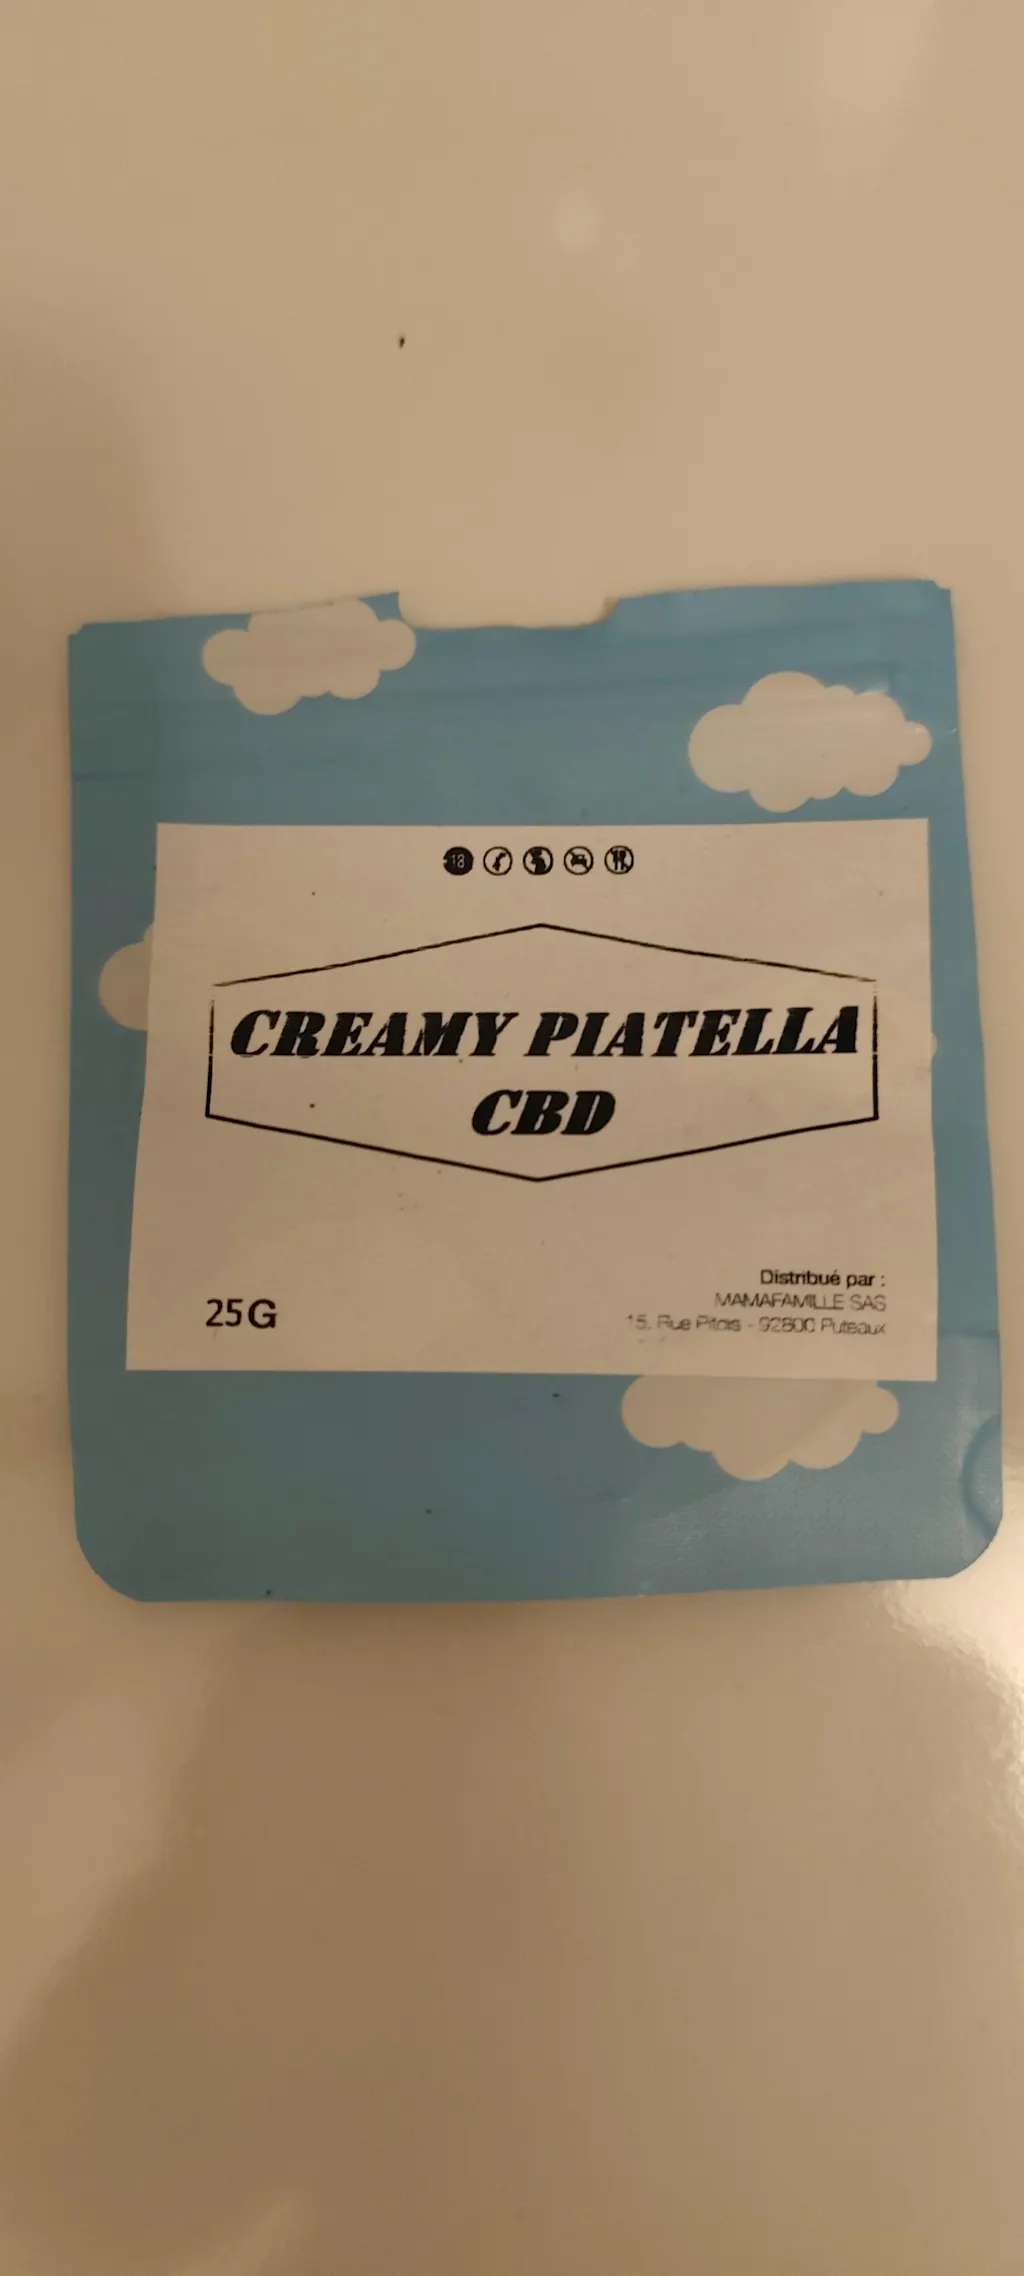 -18
CREAMY PIATELLA
CBD
25G
Distribué par :
MAMAFAMILLE SAS
15, Rue Pitois - 92800 Puteaux